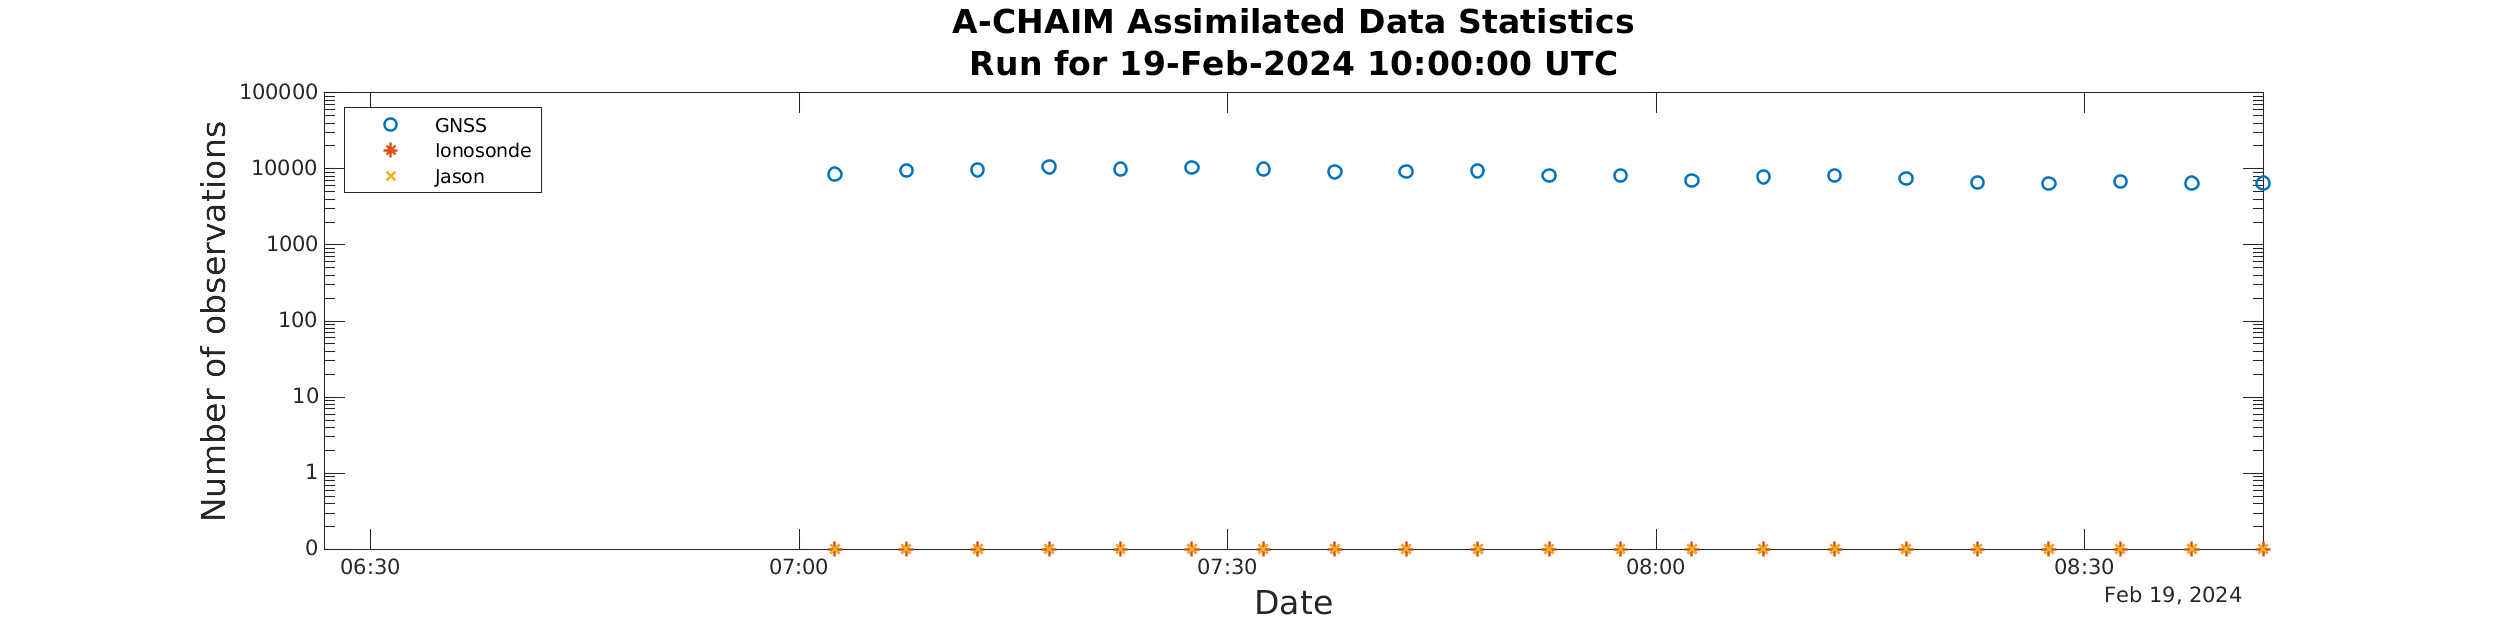 A-CHAIM Assimilated Data Statistics
Run for 19-Feb-2024 10:00:00 UTC
Number of observations
100000
10000
1000
100
10
1
0
GNSS
Ionosonde
Jason
06:30
07:00
07:30
08:00
08:30
Feb 19, 2024
Date